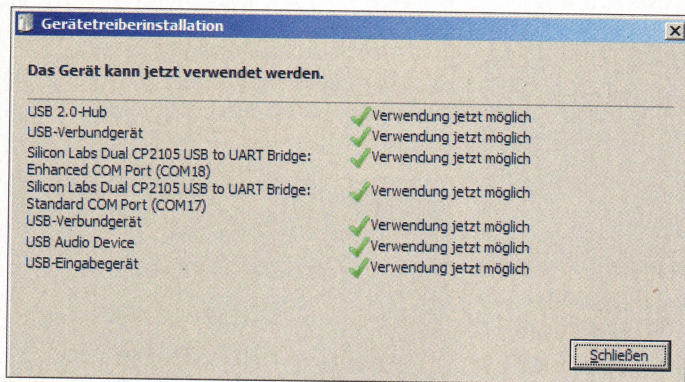 Gerätetreiberinstallation
Das Gerät kann jetzt verwendet werden.
USB 2.0-Hub Verwendung jetzt möglich
USB-Verbundgerät Verwendung jetzt möglich
Silicon Labs Dual CP2105 USB to UART Bridge: Verwendung jetzt möglich
Enhanced COM Port (COM18)
Silicon Labs Dual CP2105 USB to UART Bridge: Verwendung jetzt möglich
Standard COM Port (COM17)
USB-Verbundgerät Verwendung jetzt möglich
USB Audio Device Verwendung jetzt möglich
USB-Eingabegerät Verwendung jetzt möglich
Schließen